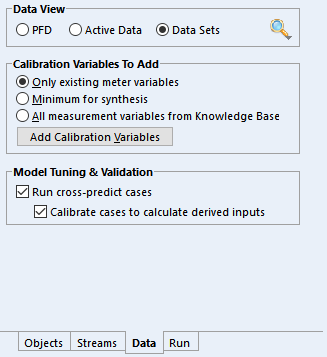 Data View
PFD Active Data Data Sets
Calibration Variables To Add
Only existing meter variables
Minimum for synthesis
All measurement variables from Knowledge Base
Add Calibration Variables
Model Tuning & Validation
Run cross-predict cases
Calibrate cases to calculate derived inputs
Objects Streams Data Run